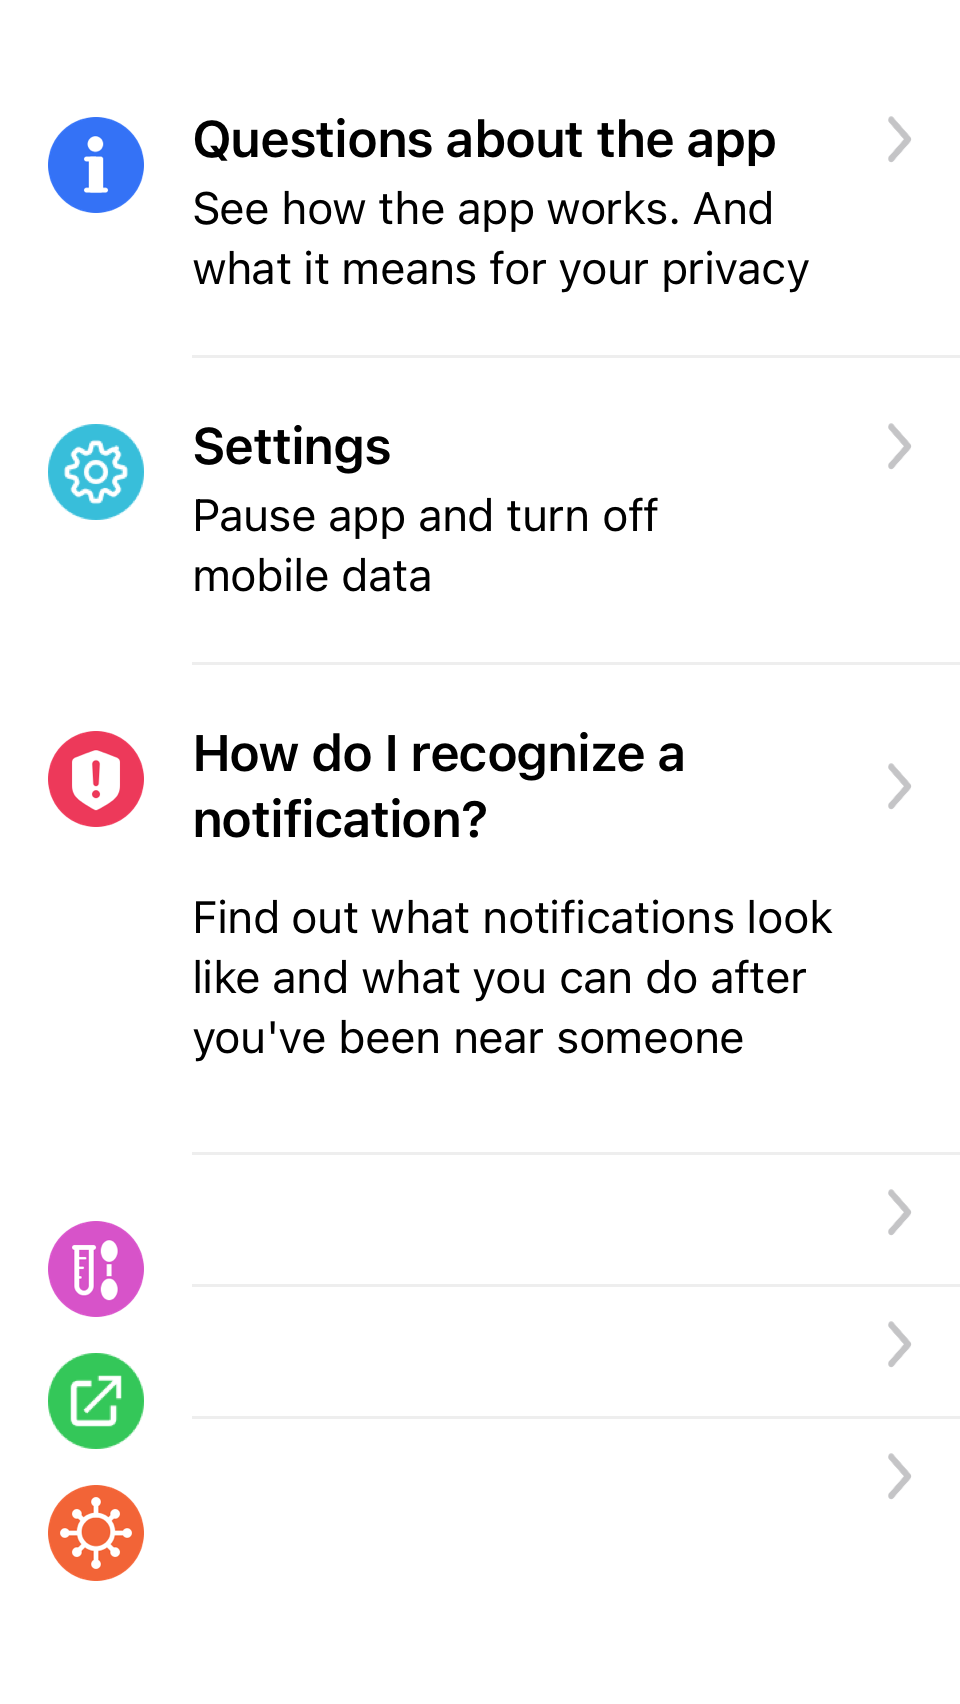 Questions about the app
See how the app works. And
what it means for your privacy
Settings
Pause app and turn off
mobile data
How do I recognize a
notification?
Find out what notifications look
like and what you can do after
you've been near someone